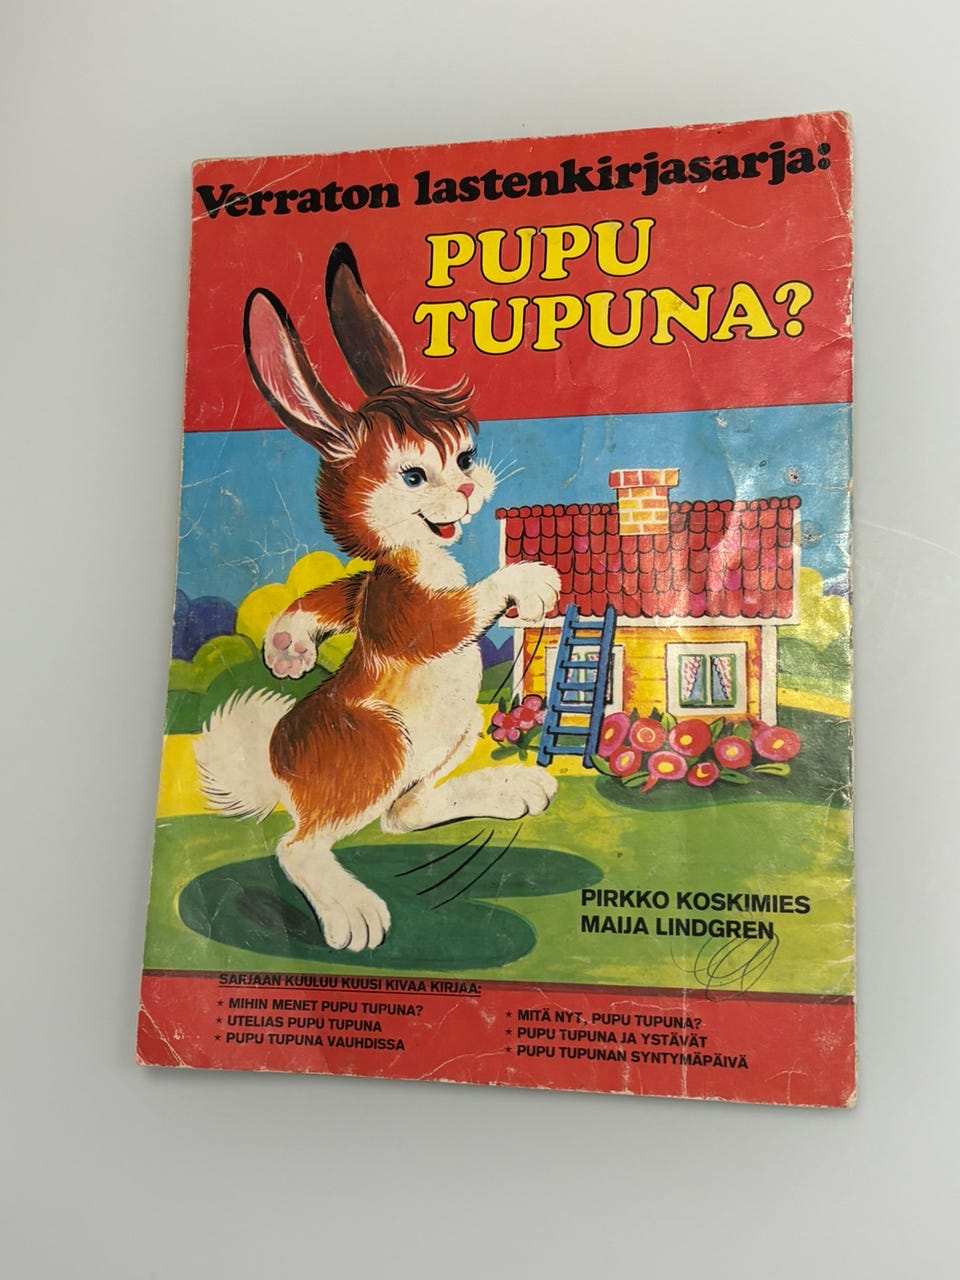 Verraton lastenkirjasarja:
PUPU
TUPUNA?
PIRKKO KOSKIMIES
MAIJA LINDGREN
SARJAAN KUULUU KUUSI KIVAA KIRJAA:
* MIHIN MENET PUPU TUPUNA?
* UTELIAS PUPU TUPUNA
* PUPU TUPUNA VAUHDISSA
* MITÄ NYT, PUPU TUPUNA?
* PUPU TUPUNA JA YSTÄVÄT
* PUPU TUPUNAN SYNTYMÄPÄIVÄ